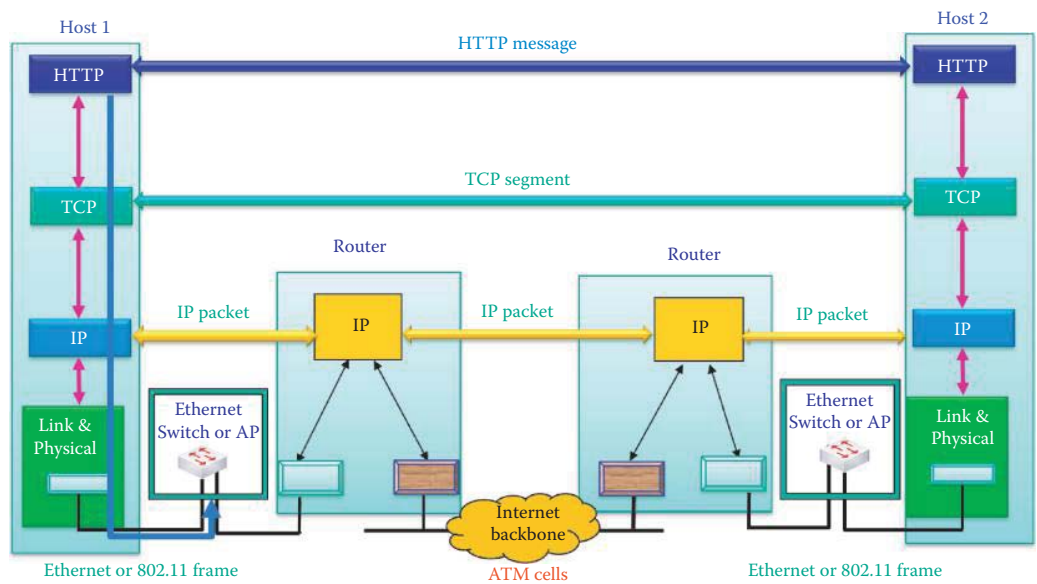 Host 1
Host 2
HTTP message
HTTP
HTTP
TCP segment
TCP
TCP
Router
Router
IP packet
IP packet
IP packet
IP
IP
IP
IP
Ethernet
Switch or AP
Ethernet
Switch or AP
Link &
Physical
Link &
Physical
Internet
backbone
Ethernet or 802.11 frame
ATM cells
Ethernet or 802.11 frame